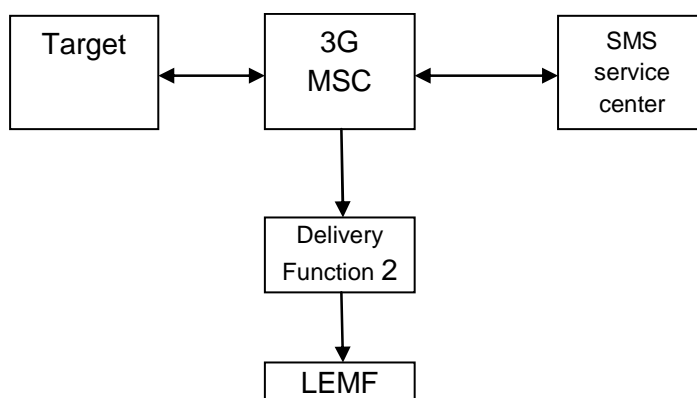 Target
3G
MSC
SMS
service
center
Delivery
Function 2
LEMF